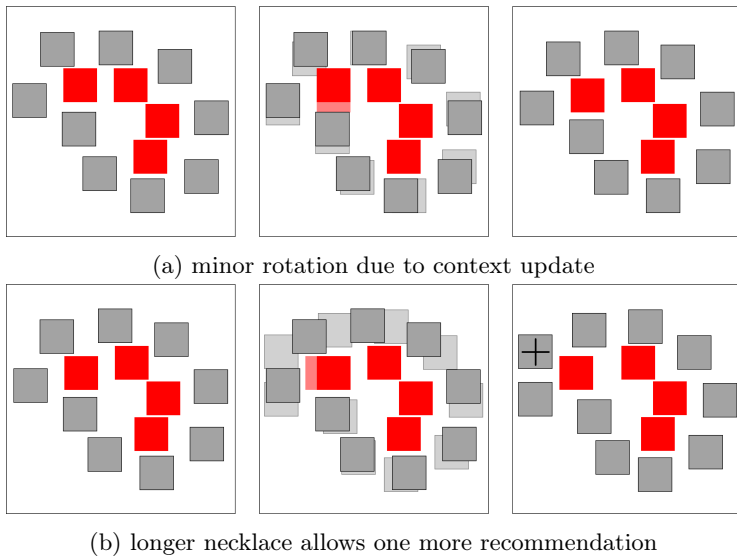 (a) minor rotation due to context update
(b) longer necklace allows one more recommendation